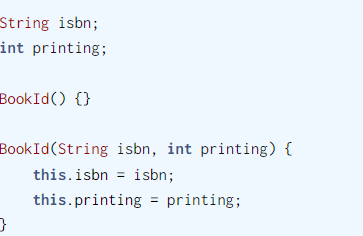 String isbn;
int printing;
BookId() {}
BookId(String isbn, int printing) {
    this.isbn = isbn;
    this.printing = printing;
}